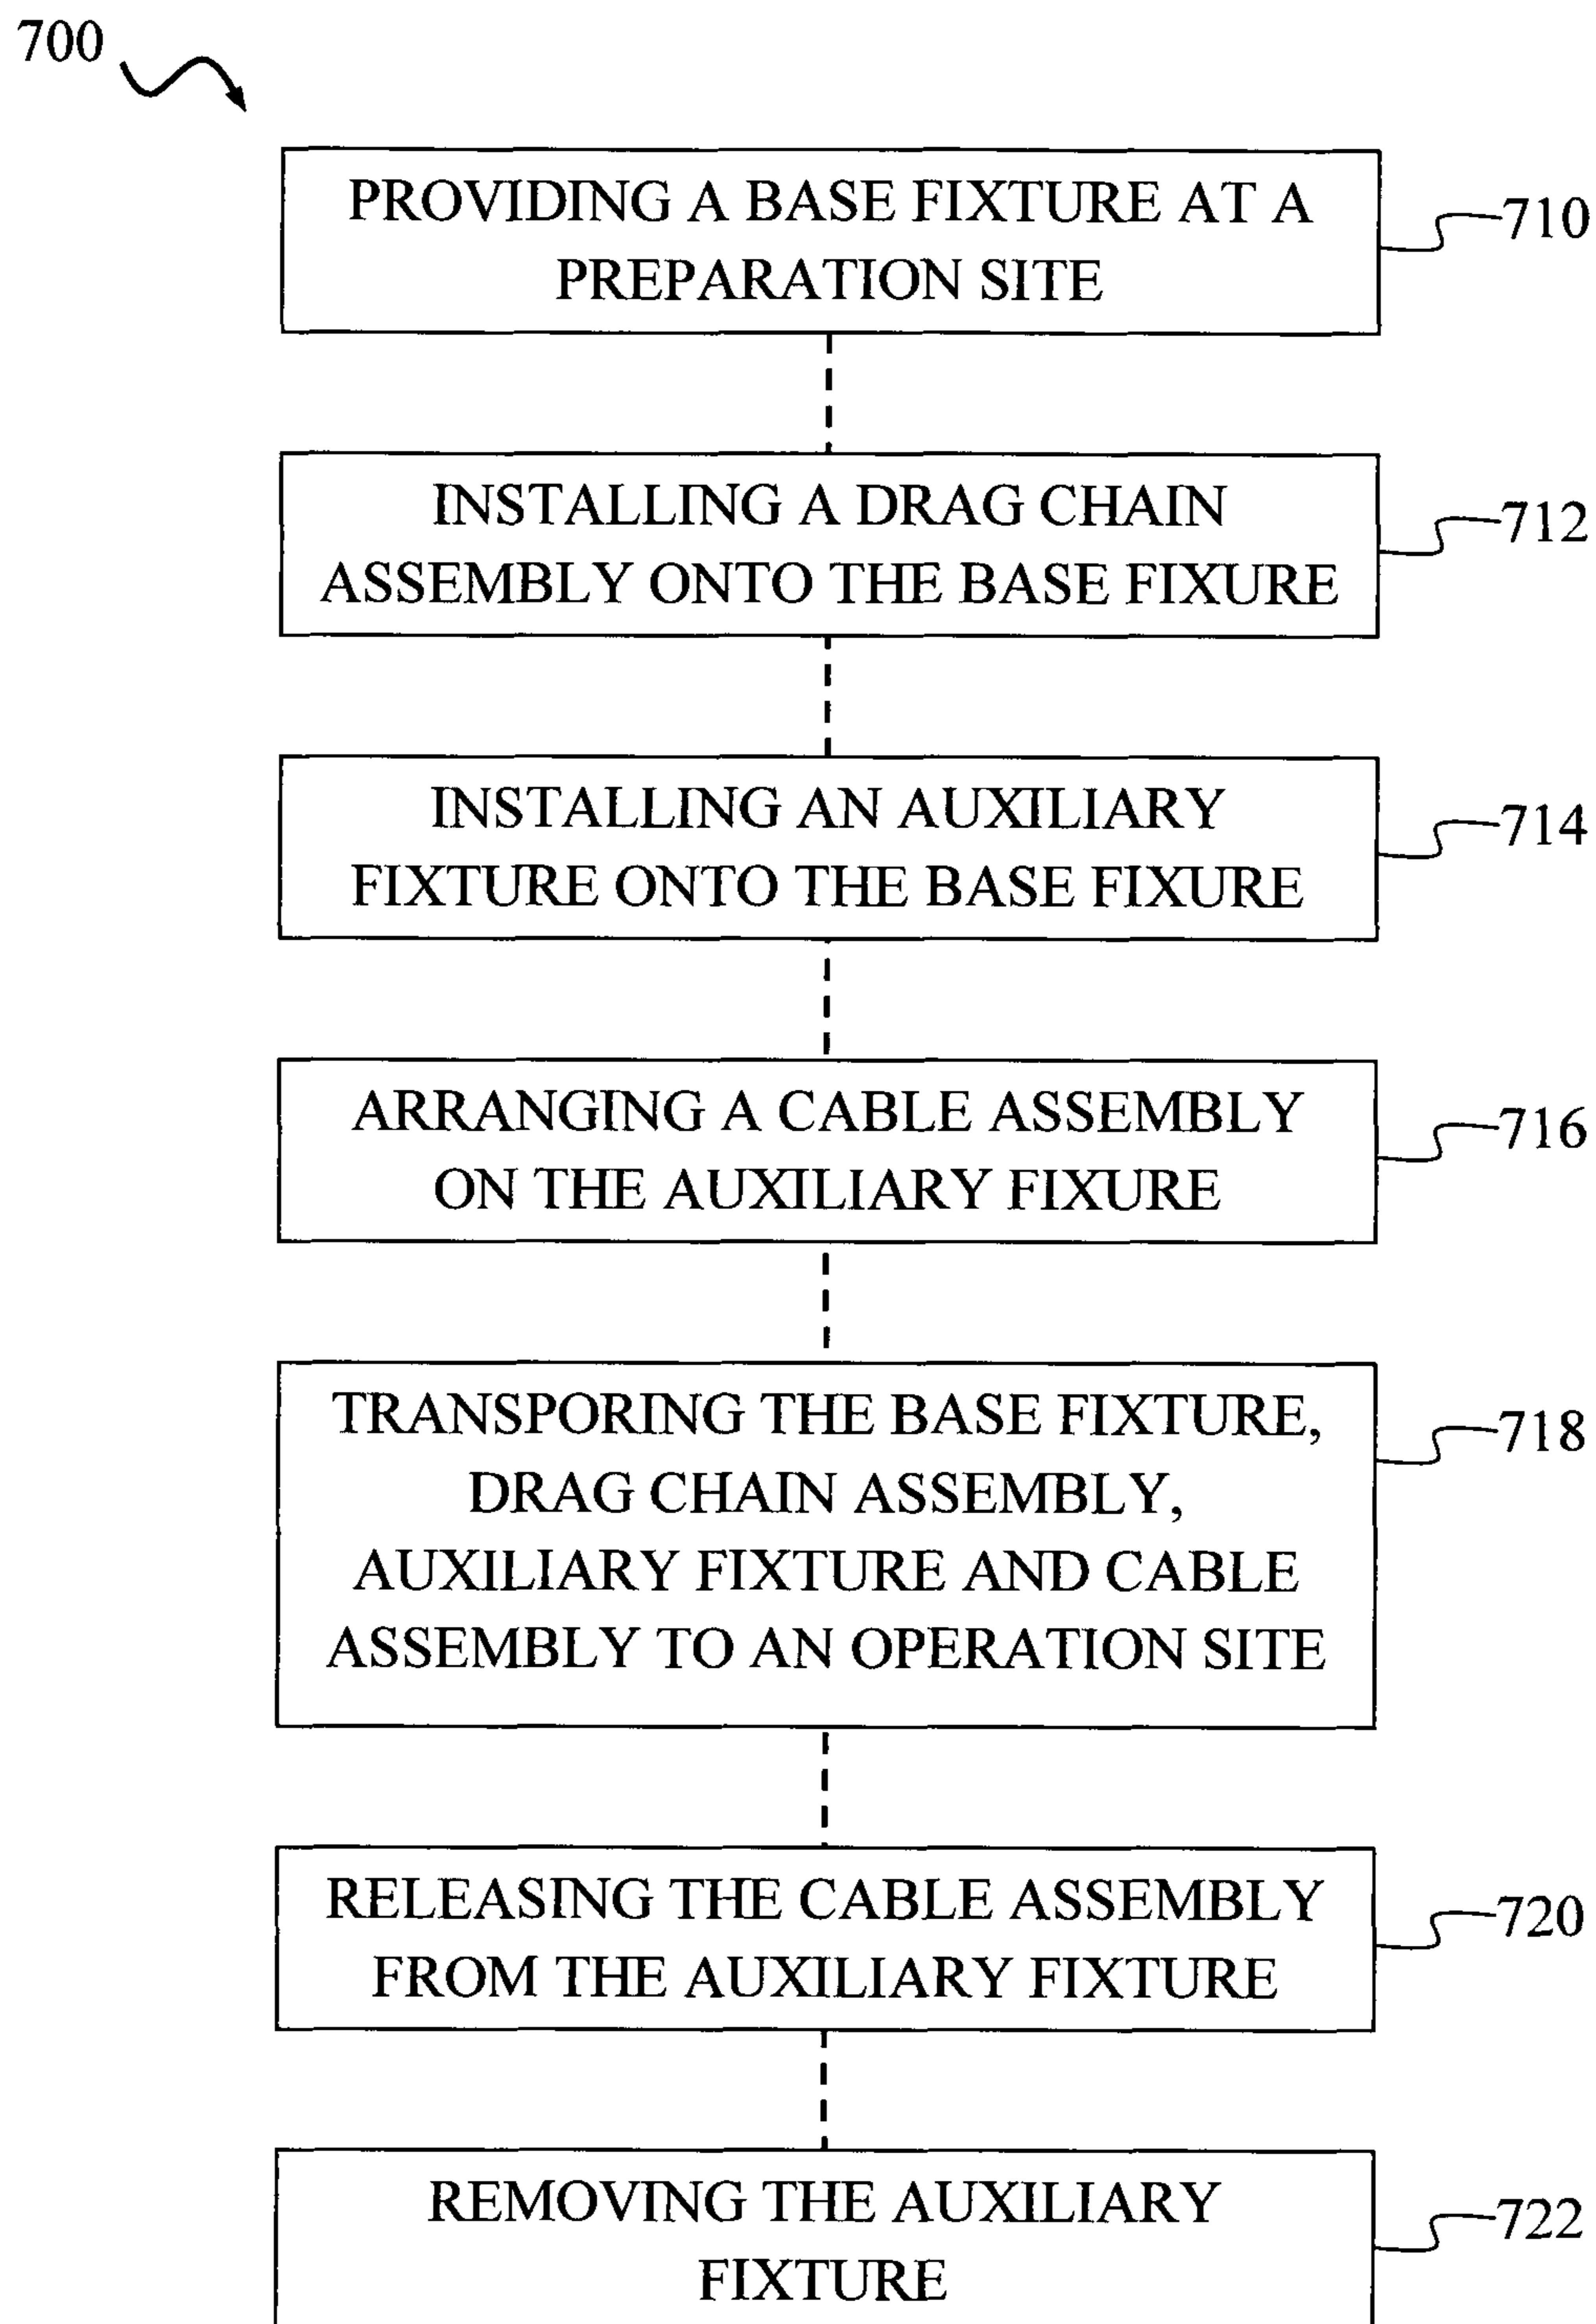 700
PROVIDING A BASE FIXTURE AT A
PREPARATION SITE
710
INSTALLING A DRAG CHAIN
ASSEMBLY ONTO THE BASE FIXURE
712
INSTALLING AN AUXILIARY
FIXTURE ONTO THE BASE FIXURE
714
ARRANGING A CABLE ASSEMBLY
ON THE AUXILIARY FIXURE
716
TRANSPORING THE BASE FIXTURE,
DRAG CHAIN ASSEMBLY,
AUXILIARY FIXTURE AND CABLE
ASSEMBLY TO AN OPERATION SITE
718
RELEASING THE CABLE ASSEMBLY
FROM THE AUXILIARY FIXTURE
720
REMOVING THE AUXILIARY
FIXTURE
722